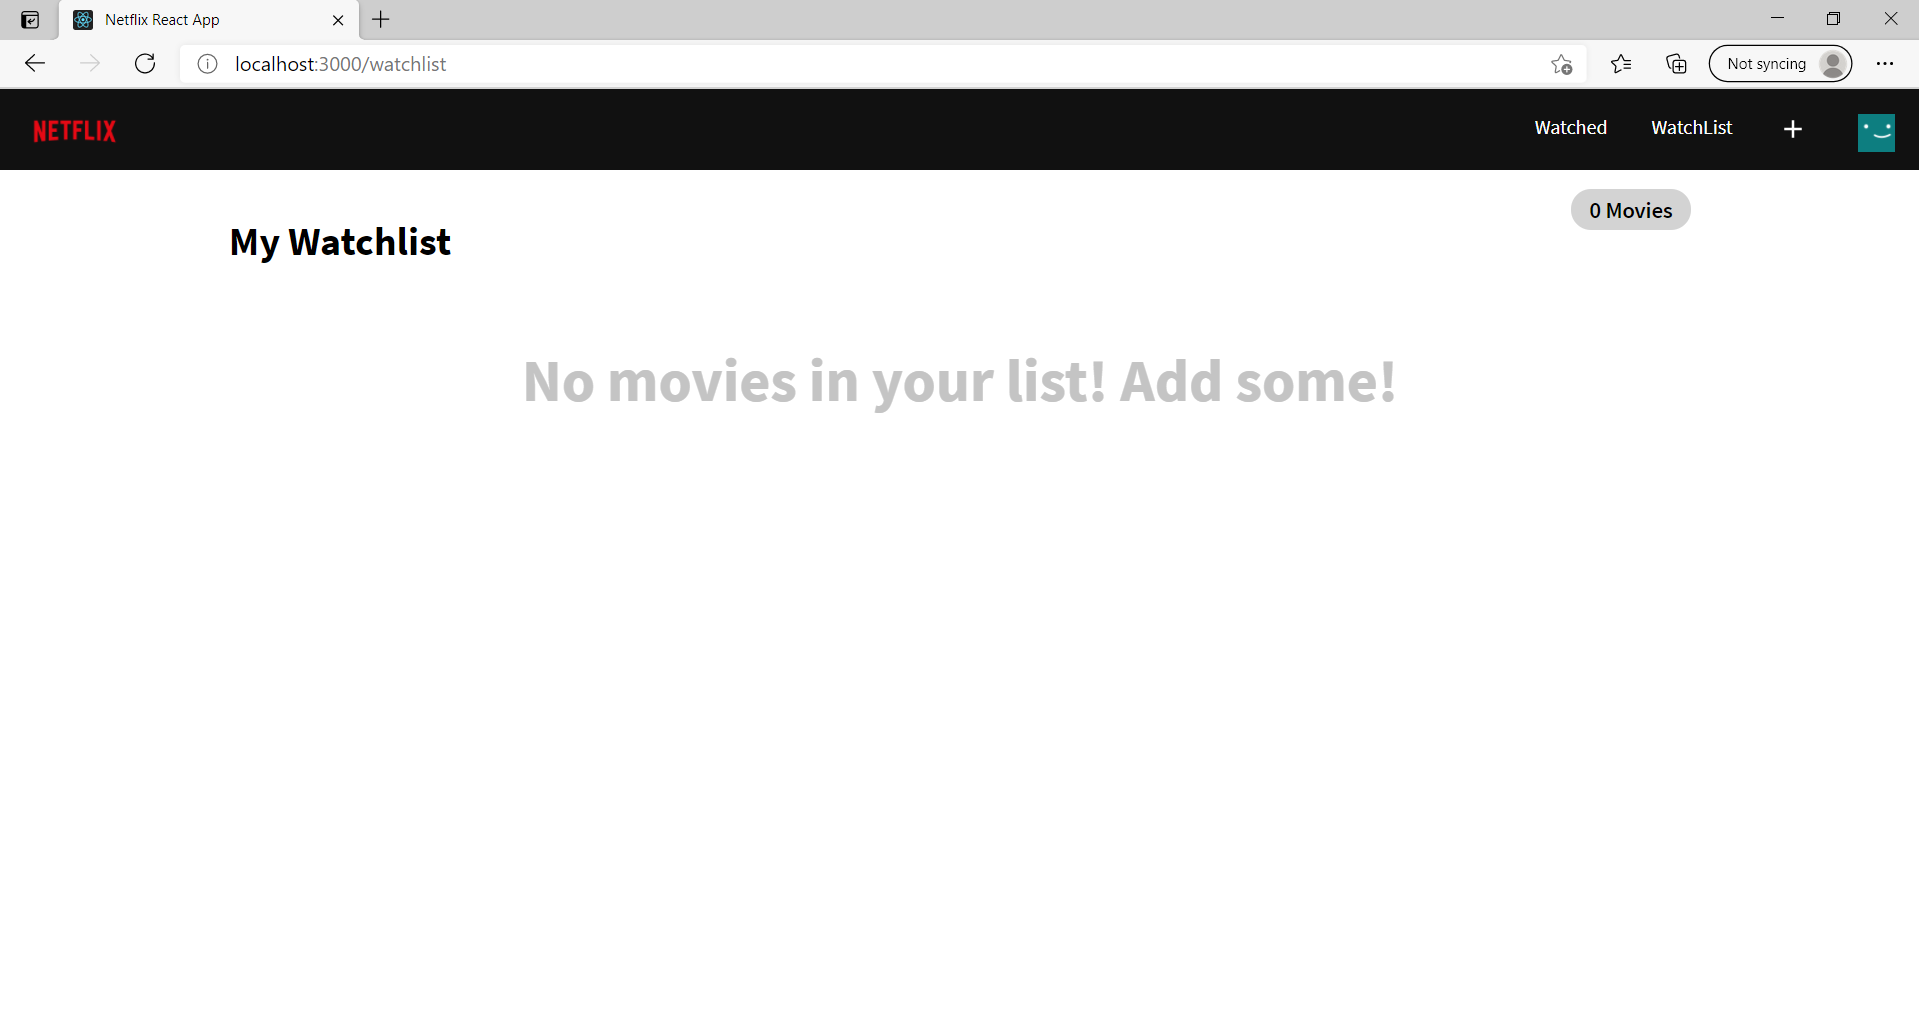 Netflix React App
localhost:3000/watchlist
Not syncing
NETFLIX
Watched WatchList
0 Movies
My Watchlist
No movies in your list! Add some!